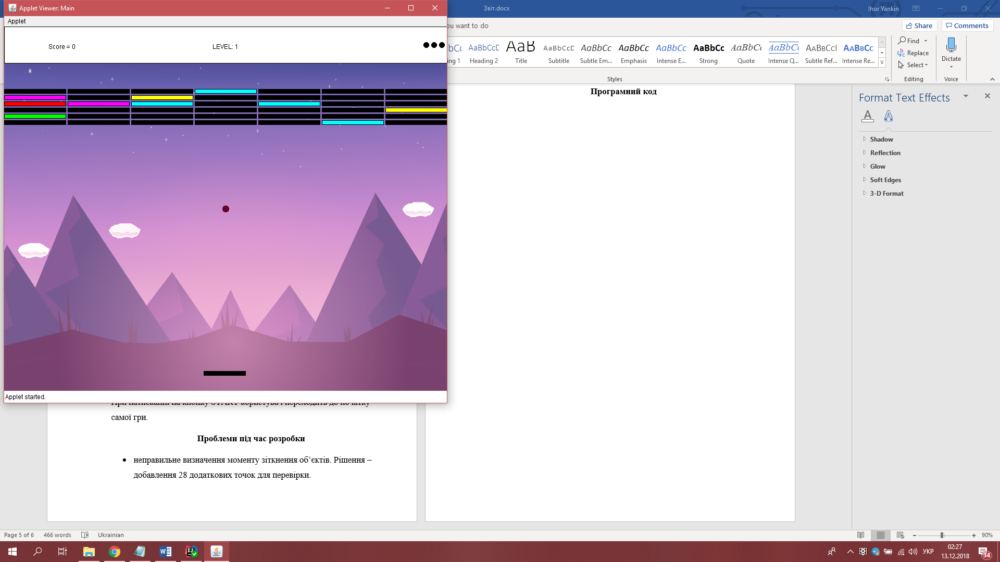 Applet Viewer: Main
Applet
Score = 0
LEVEL: 1
Applet started.
Звіт.docx
Ihor Yankin
ou want to do
Share
Comments
AaBbCcD
AaB
AaBbCcD
AaBbCc
AaBbCc
AaBbCc
AaBbCc
AaBbCc
AaBbCc
AaBbCcI
AaBbCc
ing 1
Heading 2
Title
Subtitle
Subtle Em...
Emphasis
Intense E...
Strong
Quote
Intense Q...
Subtle Ref...
Intense Re...
Styles
Find
Replace
Select
Editing
Dictate
Voice
Програмний код
Format Text Effects
Shadow
Reflection
Glow
Soft Edges
3-D Format
самої гри.
Проблеми під час розробки
• неправильне визначення моменту зіткнення об’єктів. Рішення –
добавлення 28 додаткових точок для перевірки.
Page 5 of 6
466 words
Ukrainian
90%
УКР
02:27
13.12.2018
34